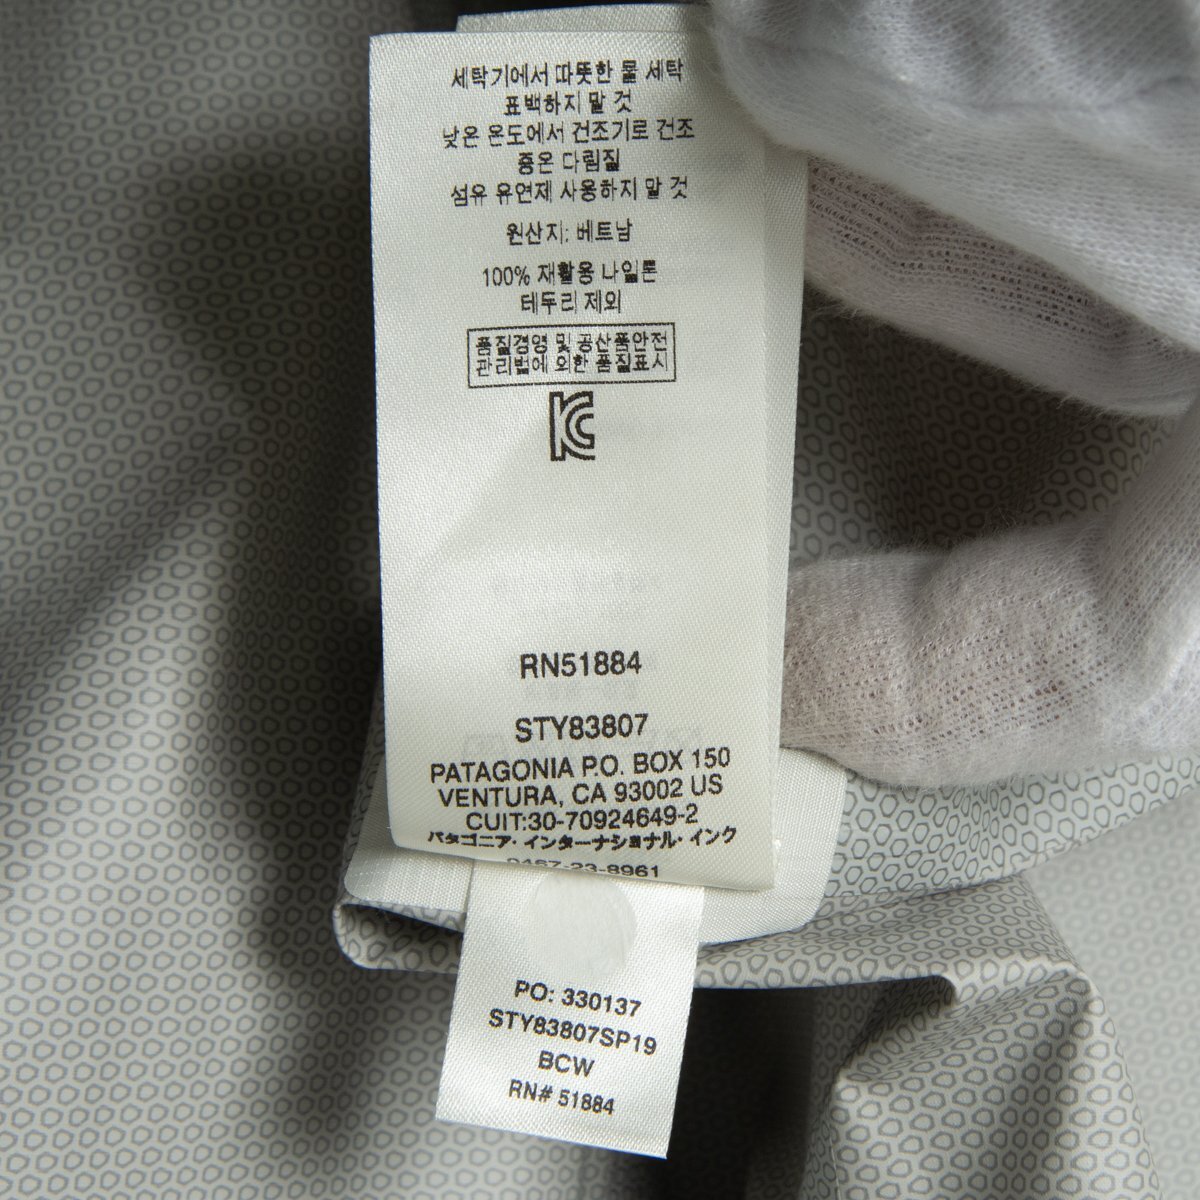 세탁기에서 따뜻한 물 세탁
표백하지 말 것
낮은 온도에서 건조기로 건조
중온 다림질
섬유 유연제 사용하지 말 것
원산지: 베트남
100% 재활용 나일론
테두리 제외
품질경영 및 공산품안전
관리법에 의한 품질표시
KC
RN51884
STY83807
PATAGONIA P.O. BOX 150
VENTURA, CA 93002 US
CUIT:30-70924649-2
パタゴニア・インターナショナル・インク
0467-23-8961
PO: 330137
STY83807SP19
BCW
RN# 51884